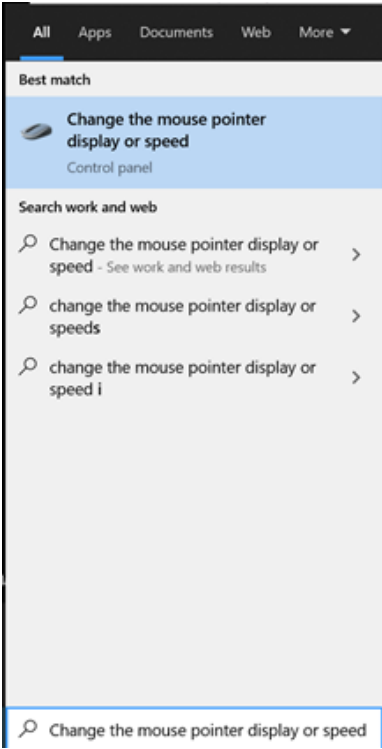 All Apps Documents Web More
Best match
Change the mouse pointer
display or speed
Control panel
Search work and web
Change the mouse pointer display or
speed - See work and web results
change the mouse pointer display or
speeds
change the mouse pointer display or
speed i
Change the mouse pointer display or speed